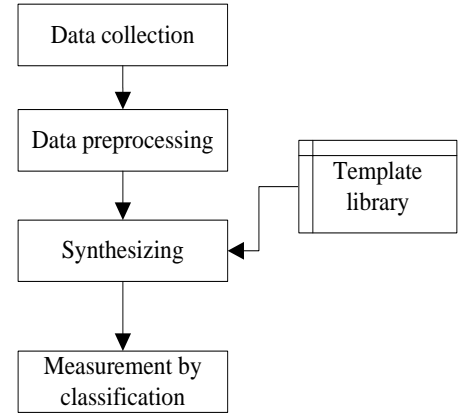 Data collection
Data preprocessing
Template
library
Synthesizing
Measurement by
classification